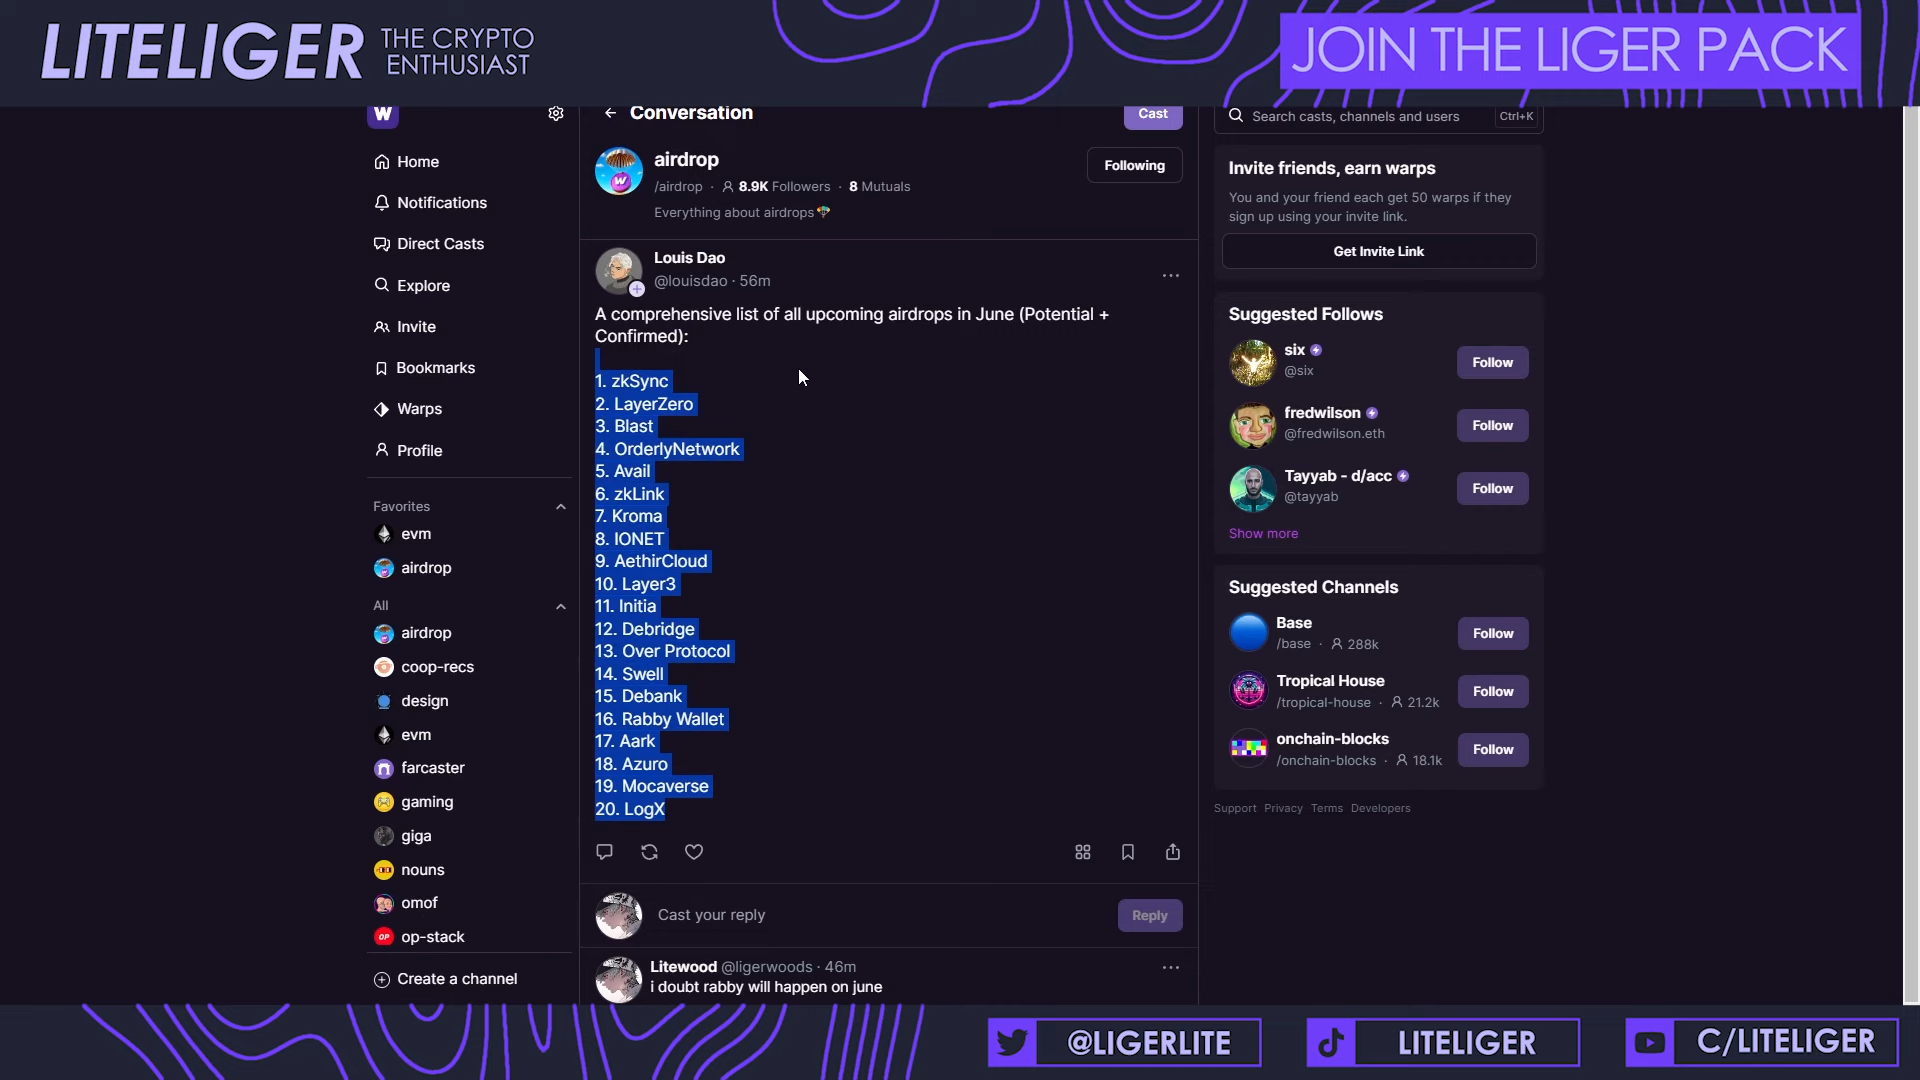 LITELIGER THE CRYPTO
ENTHUSIAST
JOIN THE LIGER PACK
W
Home
Notifications
Direct Casts
Explore
Invite
Bookmarks
Warps
Profile
Favorites
evm
airdrop
All
airdrop
coop-recs
design
evm
farcaster
gaming
giga
nouns
omof
OP op-stack
Create a channel
← Conversation
Cast
W
airdrop
/airdrop · 8.9K Followers · 8 Mutuals
Everything about airdrops
Following
Louis Dao
@louisdao · 56m
A comprehensive list of all upcoming airdrops in June (Potential +
Confirmed):
1. zkSync
2. LayerZero
3. Blast
4. OrderlyNetwork
5. Avail
6. zkLink
7. Kroma
8. IONET
9. AethirCloud
10. Layer3
11. Initia
12. Debridge
13. Over Protocol
14. Swell
15. Debank
16. Rabby Wallet
17. Aark
18. Azuro
19. Mocaverse
20. LogX
Cast your reply
Reply
Litewood @ligerwoods · 46m
i doubt rabby will happen on june
Search casts, channels and users Ctrl+K
Invite friends, earn warps
You and your friend each get 50 warps if they
sign up using your invite link.
Get Invite Link
Suggested Follows
six
@six
Follow
fredwilson
@fredwilson.eth
Follow
Tayyab - d/acc
@tayyab
Follow
Show more
Suggested Channels
Base
/base · 288k
Follow
Tropical House
/tropical-house · 21.2k
Follow
onchain-blocks
/onchain-blocks · 18.1k
Follow
Support Privacy Terms Developers
@LIGERLITE
LITELIGER
C/LITELIGER